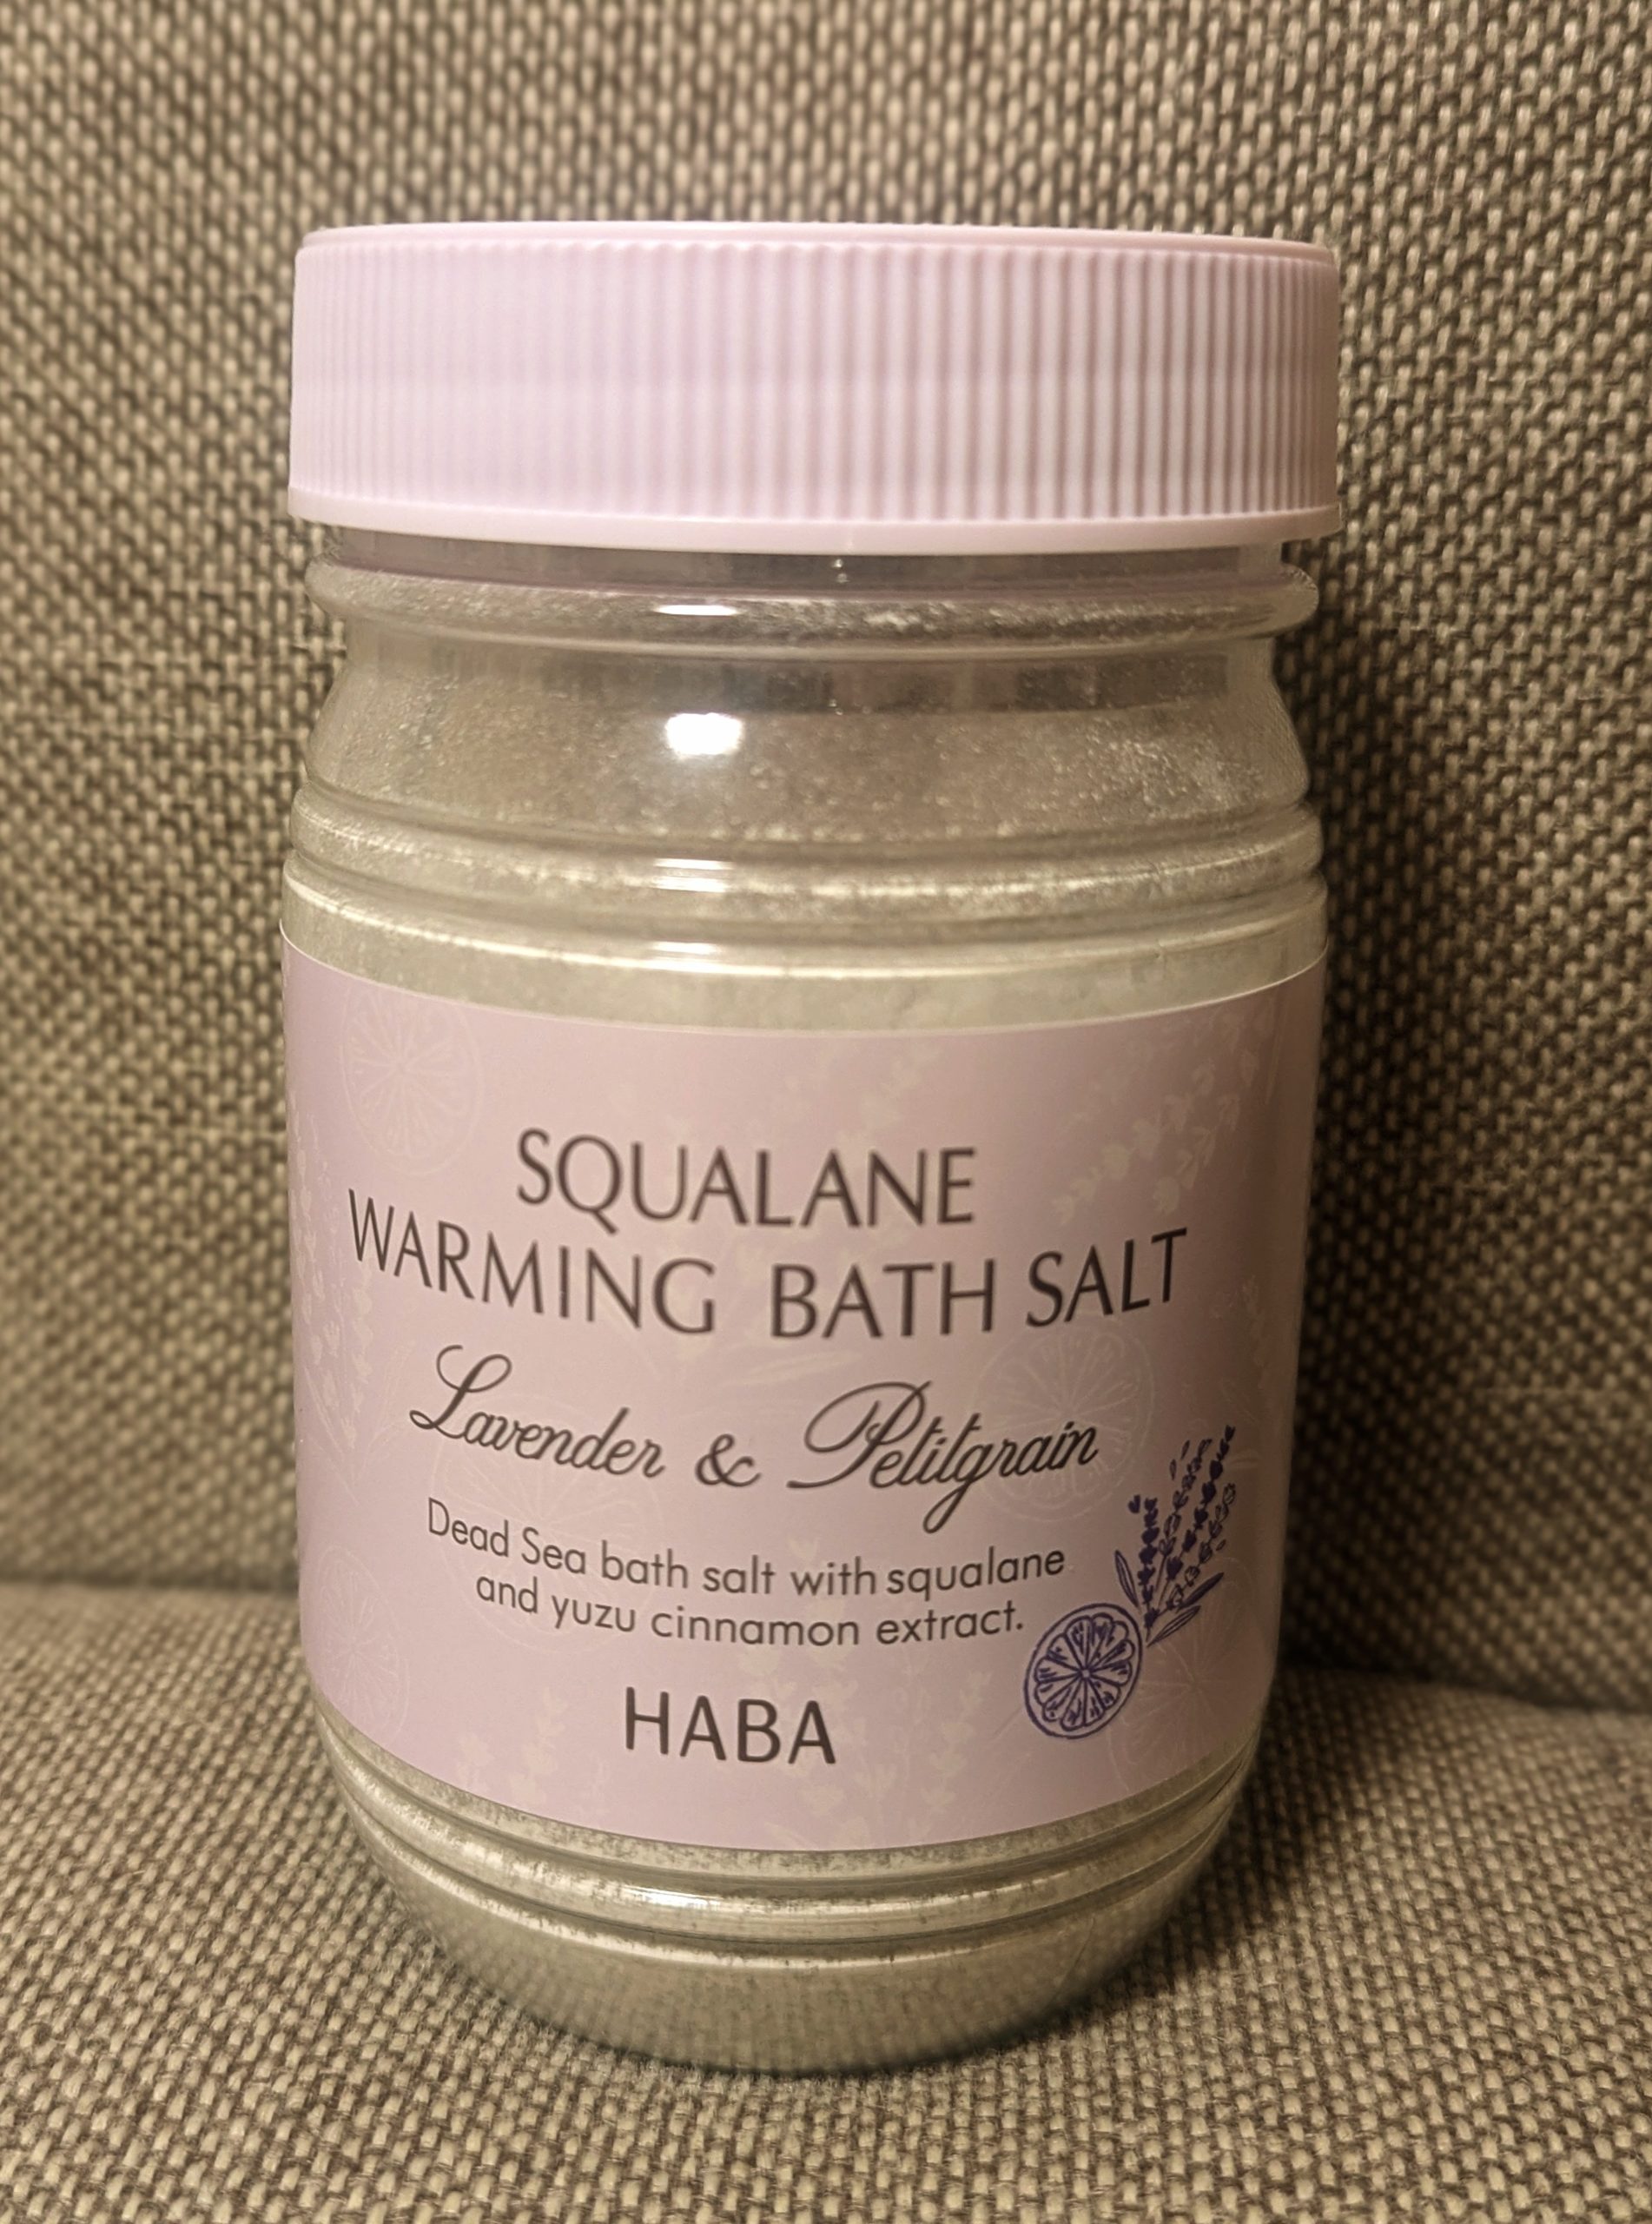 SQUALANE
WARMING BATH SALT
Lavender & Petitgrain
Dead Sea bath salt with squalane
and yuzu cinnamon extract.
HABA